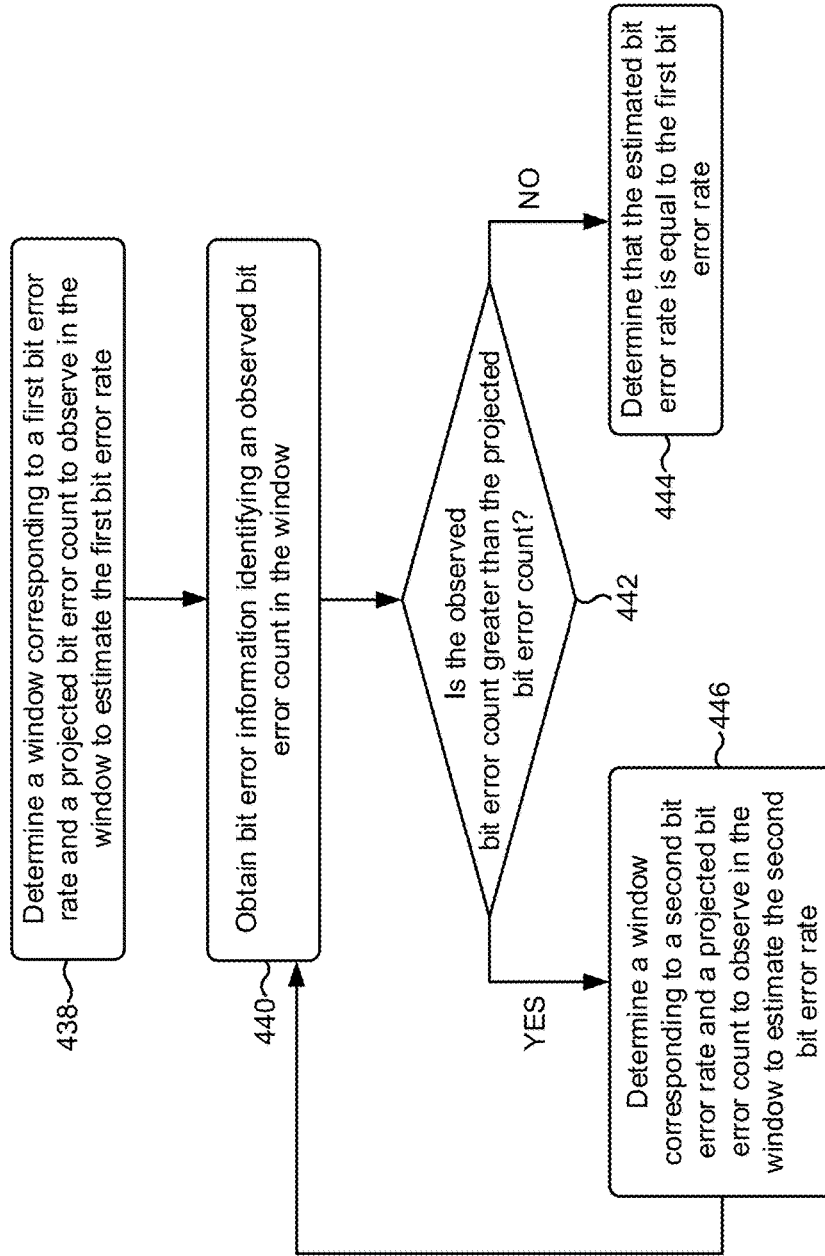 Determine a window corresponding to a first bit error
rate and a projected bit error count to observe in the
window to estimate the first bit error rate
438
Obtain bit error information identifying an observed bit
error count in the window
440
Is the observed
bit error count greater than the projected
bit error count?
442
YES
NO
Determine a window
corresponding to a second bit
error rate and a projected bit
error count to observe in the
window to estimate the second
bit error rate
446
Determine that the estimated bit
error rate is equal to the first bit
error rate
444